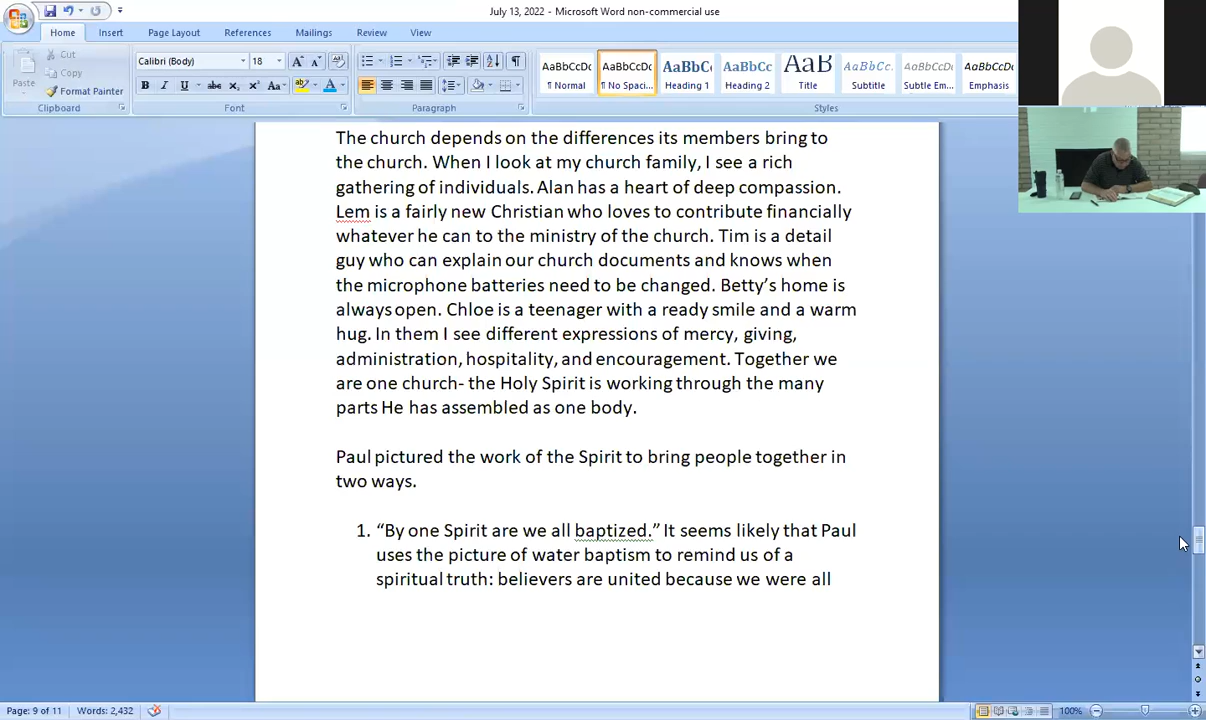 July 13, 2022 - Microsoft Word non-commercial use
Home Insert Page Layout References Mailings Review View
Paste
Cut
Copy
Format Painter
Clipboard
Calibri (Body) 18
Font
Paragraph
AaBbCcDc AaBbCcDc AaBbC AaBbCc AaB AaBbCc. AaBbCcDc AaBbCcDc
¶ Normal ¶ No Spaci... Heading 1 Heading 2 Title Subtitle Subtle Em... Emphasis
Styles
The church depends on the differences its members bring to
the church. When I look at my church family, I see a rich
gathering of individuals. Alan has a heart of deep compassion.
Lem is a fairly new Christian who loves to contribute financially
whatever he can to the ministry of the church. Tim is a detail
guy who can explain our church documents and knows when
the microphone batteries need to be changed. Betty’s home is
always open. Chloe is a teenager with a ready smile and a warm
hug. In them I see different expressions of mercy, giving,
administration, hospitality, and encouragement. Together we
are one church- the Holy Spirit is working through the many
parts He has assembled as one body.
Paul pictured the work of the Spirit to bring people together in
two ways.
1. “By one Spirit are we all baptized.” It seems likely that Paul
uses the picture of water baptism to remind us of a
spiritual truth: believers are united because we were all
Page: 9 of 11 Words: 2,432 100%